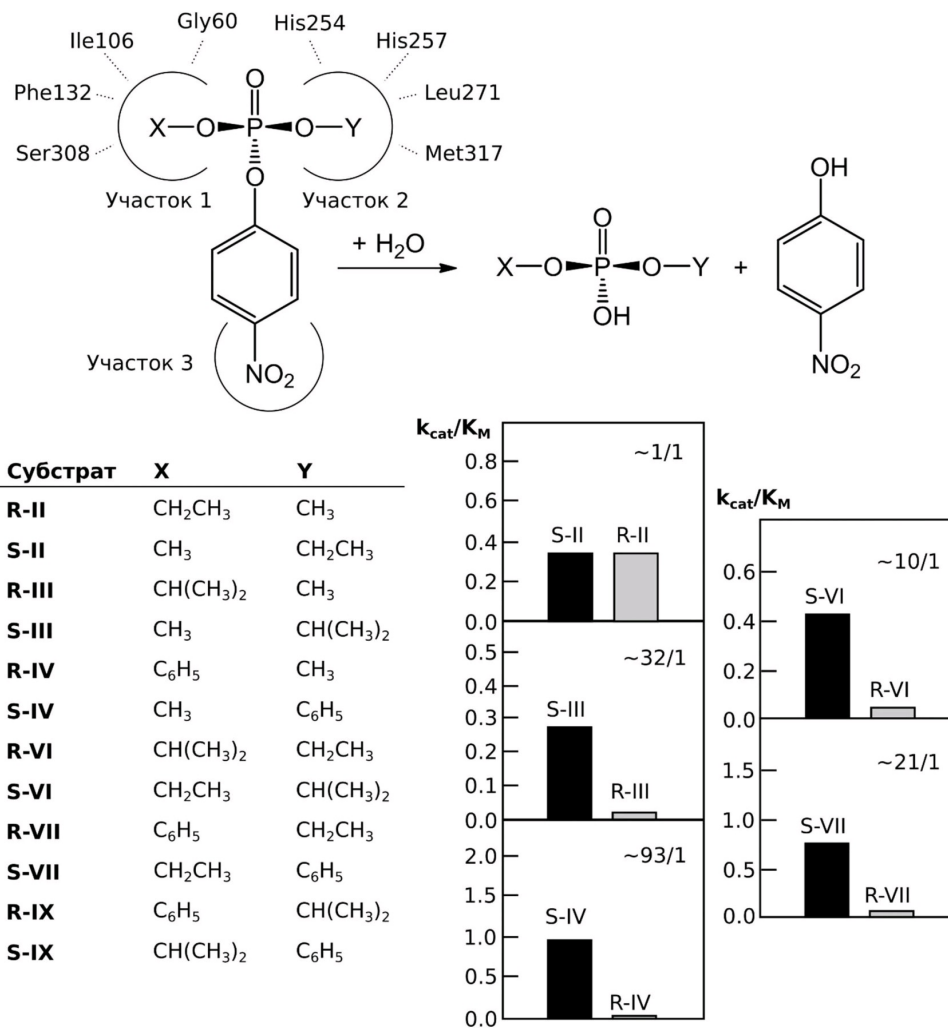 Gly60
His254
Ile106
His257
Phe132
Leu271
Ser308
Met317
O
X—O—P—O—Y
O
Участок 1
Участок 2
+ H₂O
Участок 3
NO₂
O
X—O—P—O—Y
OH
+
OH
NO₂
Субстрат X Y
R-II CH₂CH₃ CH₃
S-II CH₃ CH₂CH₃
R-III CH(CH₃)₂ CH₃
S-III CH₃ CH(CH₃)₂
R-IV C₆H₅ CH₃
S-IV CH₃ C₆H₅
R-VI CH(CH₃)₂ CH₂CH₃
S-VI CH₂CH₃ CH(CH₃)₂
R-VII C₆H₅ CH₂CH₃
S-VII CH₂CH₃ C₆H₅
R-IX C₆H₅ CH(CH₃)₂
S-IX CH(CH₃)₂ C₆H₅
k_cat/K_M
~1/1
0.8
0.6
0.4
0.2
0.0
S-II R-II
~32/1
0.5
0.4
0.3
0.2
0.1
0.0
S-III
R-III
~93/1
2.0
1.5
1.0
0.5
0.0
S-IV
R-IV
k_cat/K_M
~10/1
0.6
0.4
0.2
0.0
S-VI
R-VI
~21/1
1.5
1.0
0.5
0.0
S-VII
R-VII